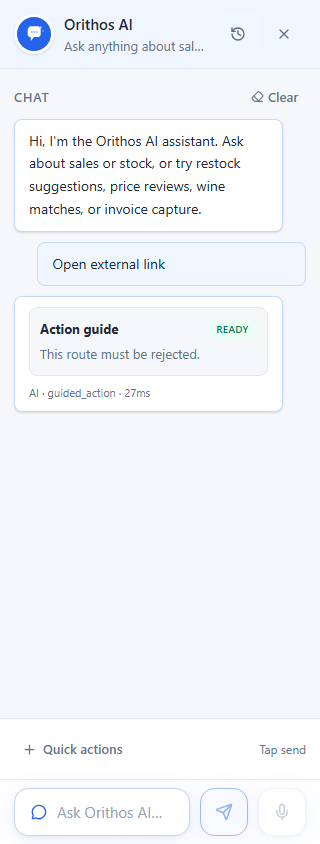 Orithos AI
Ask anything about sal...
CHAT
Clear
Hi, I'm the Orithos AI assistant. Ask
about sales or stock, or try restock
suggestions, price reviews, wine
matches, or invoice capture.
Open external link
Action guide
READY
This route must be rejected.
AI · guided_action · 27ms
Quick actions
Tap send
Ask Orithos AI...